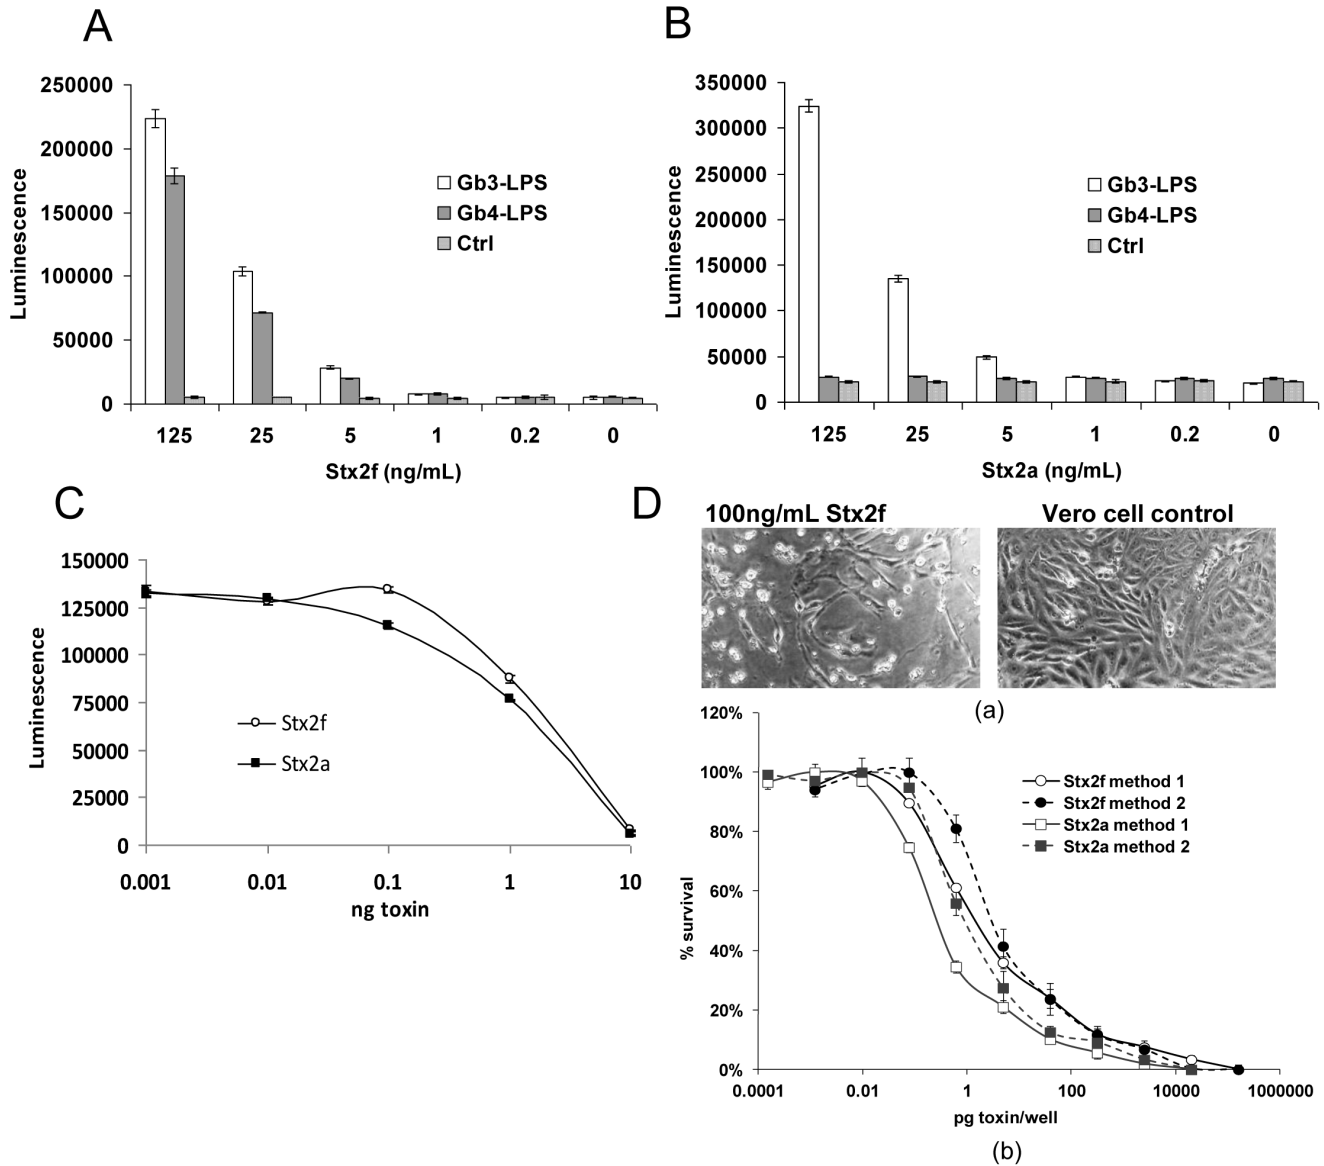 A
250000
200000
150000
100000
50000
0
Luminescence
Gb3-LPS
Gb4-LPS
Ctrl
125 25 5 1 0.2 0
Stx2f (ng/mL)
B
350000
300000
250000
200000
150000
100000
50000
0
Luminescence
Gb3-LPS
Gb4-LPS
Ctrl
125 25 5 1 0.2 0
Stx2a (ng/mL)
C
150000
125000
100000
75000
50000
25000
0
Luminescence
Stx2f
Stx2a
0.001 0.01 0.1 1 10
ng toxin
D
100ng/mL Stx2f
Vero cell control
(a)
120%
100%
80%
60%
40%
20%
0%
% survival
Stx2f method 1
Stx2f method 2
Stx2a method 1
Stx2a method 2
0.0001 0.01 1 100 10000 1000000
pg toxin/well
(b)